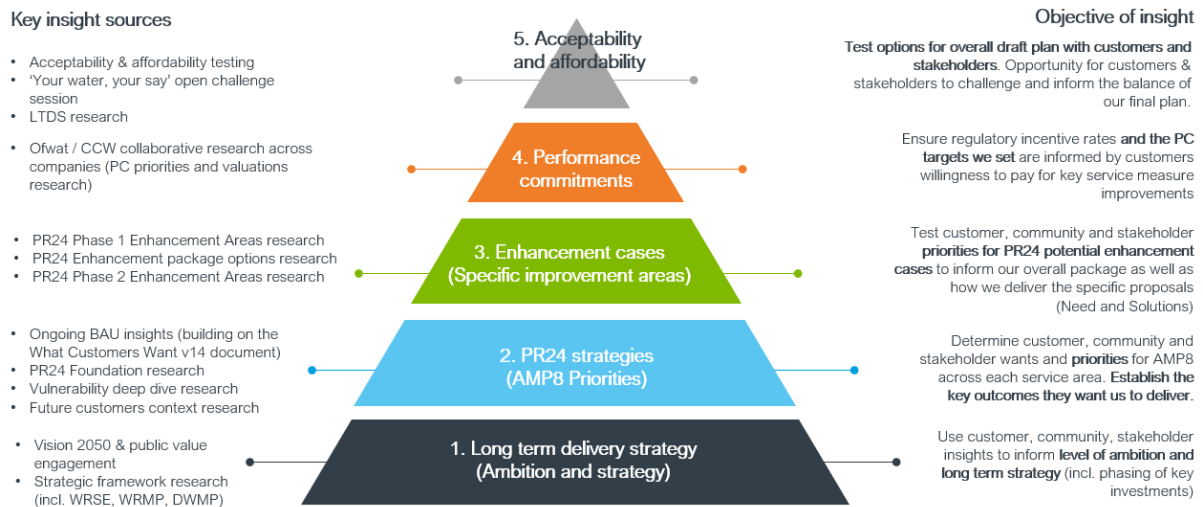 Key insight sources
Objective of insight
5. Acceptability
and affordability
• Acceptability & affordability testing
• ‘Your water, your say’ open challenge
session
• LTDS research
Test options for overall draft plan with customers and
stakeholders. Opportunity for customers &
stakeholders to challenge and inform the balance of
our final plan.
• Ofwat / CCW collaborative research across
companies (PC priorities and valuations
research)
4. Performance
commitments
Ensure regulatory incentive rates and the PC
targets we set are informed by customers
willingness to pay for key service measure
improvements
• PR24 Phase 1 Enhancement Areas research
• PR24 Enhancement package options research
• PR24 Phase 2 Enhancement Areas research
3. Enhancement cases
(Specific improvement areas)
Test customer, community and stakeholder
priorities for PR24 potential enhancement
cases to inform our overall package as well as
how we deliver the specific proposals
(Need and Solutions)
• Ongoing BAU insights (building on the
What Customers Want v14 document)
• PR24 Foundation research
• Vulnerability deep dive research
• Future customers context research
2. PR24 strategies
(AMP8 Priorities)
Determine customer, community and
stakeholder wants and priorities for AMP8
across each service area. Establish the
key outcomes they want us to deliver.
• Vision 2050 & public value
engagement
• Strategic framework research
(incl. WRSE, WRMP, DWMP)
1. Long term delivery strategy
(Ambition and strategy)
Use customer, community, stakeholder
insights to inform level of ambition and
long term strategy (incl. phasing of key
investments)